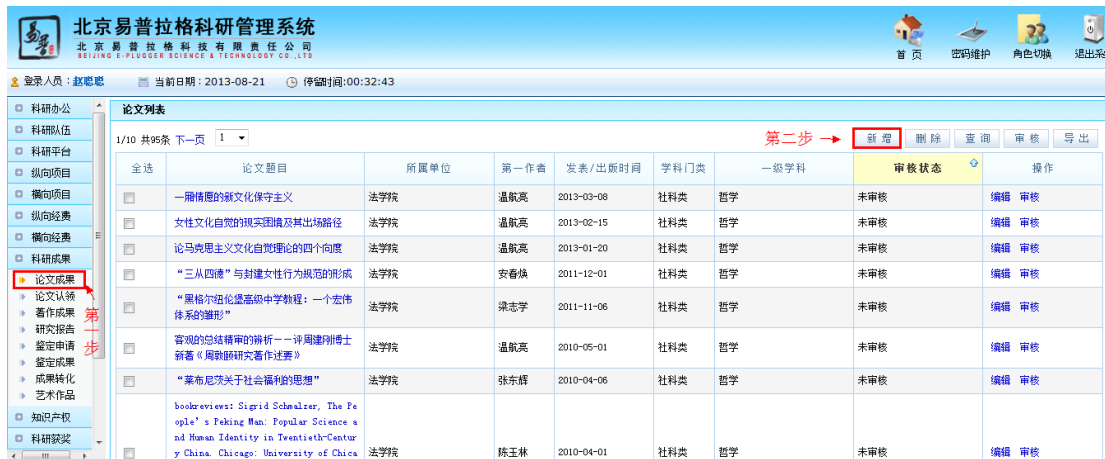 北京易普拉格科研管理系统
北京易普拉格科技有限责任公司
BEIJING E-PLUGGER SCIENCE & TECHNOLOGY CO.,LTD
首 页 密码维护 角色切换 退出系
登录人员：赵聪聪 当前日期：2013-08-21 停留时间:00:32:43
科研办公
科研队伍
科研平台
纵向项目
横向项目
纵向经费
横向经费
科研成果
论文成果
论文认领
著作成果
研究报告
鉴定申请
鉴定成果
成果转化
艺术作品
知识产权
科研获奖
第一步
论文列表
1/10 共95条 下一页 1
第二步
新 增 删 除 查 询 审 核 导 出
全选 论文题目 所属单位 第一作者 发表/出版时间 学科门类 一级学科 审核状态 操作
一厢情愿的新文化保守主义 法学院 温航亮 2013-03-08 社科类 哲学 未审核 编辑 审核
女性文化自觉的现实困境及其出场路径 法学院 温航亮 2013-02-15 社科类 哲学 未审核 编辑 审核
论马克思主义文化自觉理论的四个向度 法学院 温航亮 2013-01-20 社科类 哲学 未审核 编辑 审核
“三从四德”与封建女性行为规范的形成 法学院 安春焕 2011-12-01 社科类 哲学 未审核 编辑 审核
“黑格尔纽伦堡高级中学教程：一个宏伟
体系的雏形” 法学院 梁志学 2011-11-06 社科类 哲学 未审核 编辑 审核
客观的总结精审的辨析－－评周建刚博士
新著《周敦颐研究著作述要》 法学院 温航亮 2010-05-01 社科类 哲学 未审核 编辑 审核
“莱布尼茨关于社会福利的思想” 法学院 张东辉 2010-04-06 社科类 哲学 未审核 编辑 审核
bookreviews: Sigrid Schmalzer, The Pe
ople’s Peking Man: Popular Science a
nd Human Identity in Twentieth-Centur
y China. Chicago: University of Chica 法学院 陈玉林 2010-04-01 社科类 哲学 未审核 编辑 审核